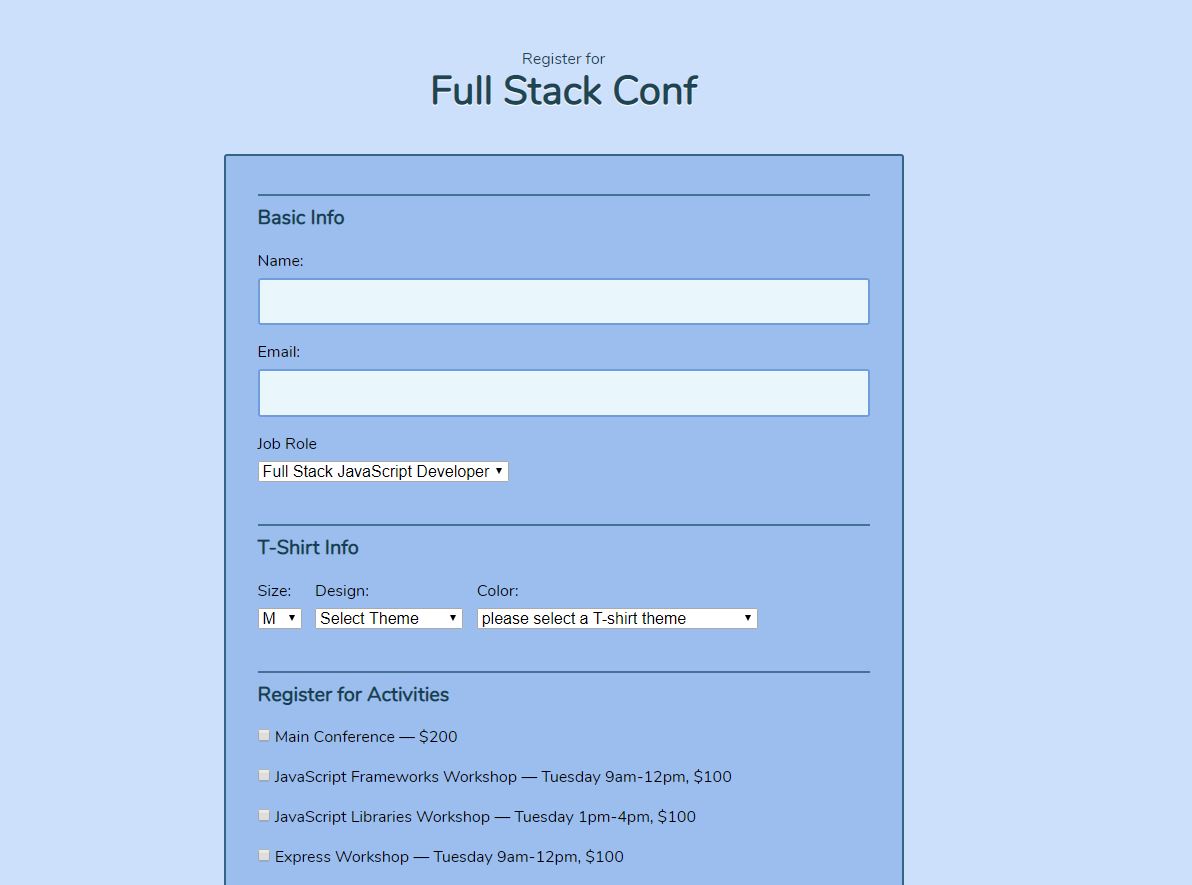 Register for
Full Stack Conf
Basic Info
Name:
Email:
Job Role
Full Stack JavaScript Developer
T-Shirt Info
Size: Design: Color:
M Select Theme please select a T-shirt theme
Register for Activities
Main Conference — $200
JavaScript Frameworks Workshop — Tuesday 9am-12pm, $100
JavaScript Libraries Workshop — Tuesday 1pm-4pm, $100
Express Workshop — Tuesday 9am-12pm, $100